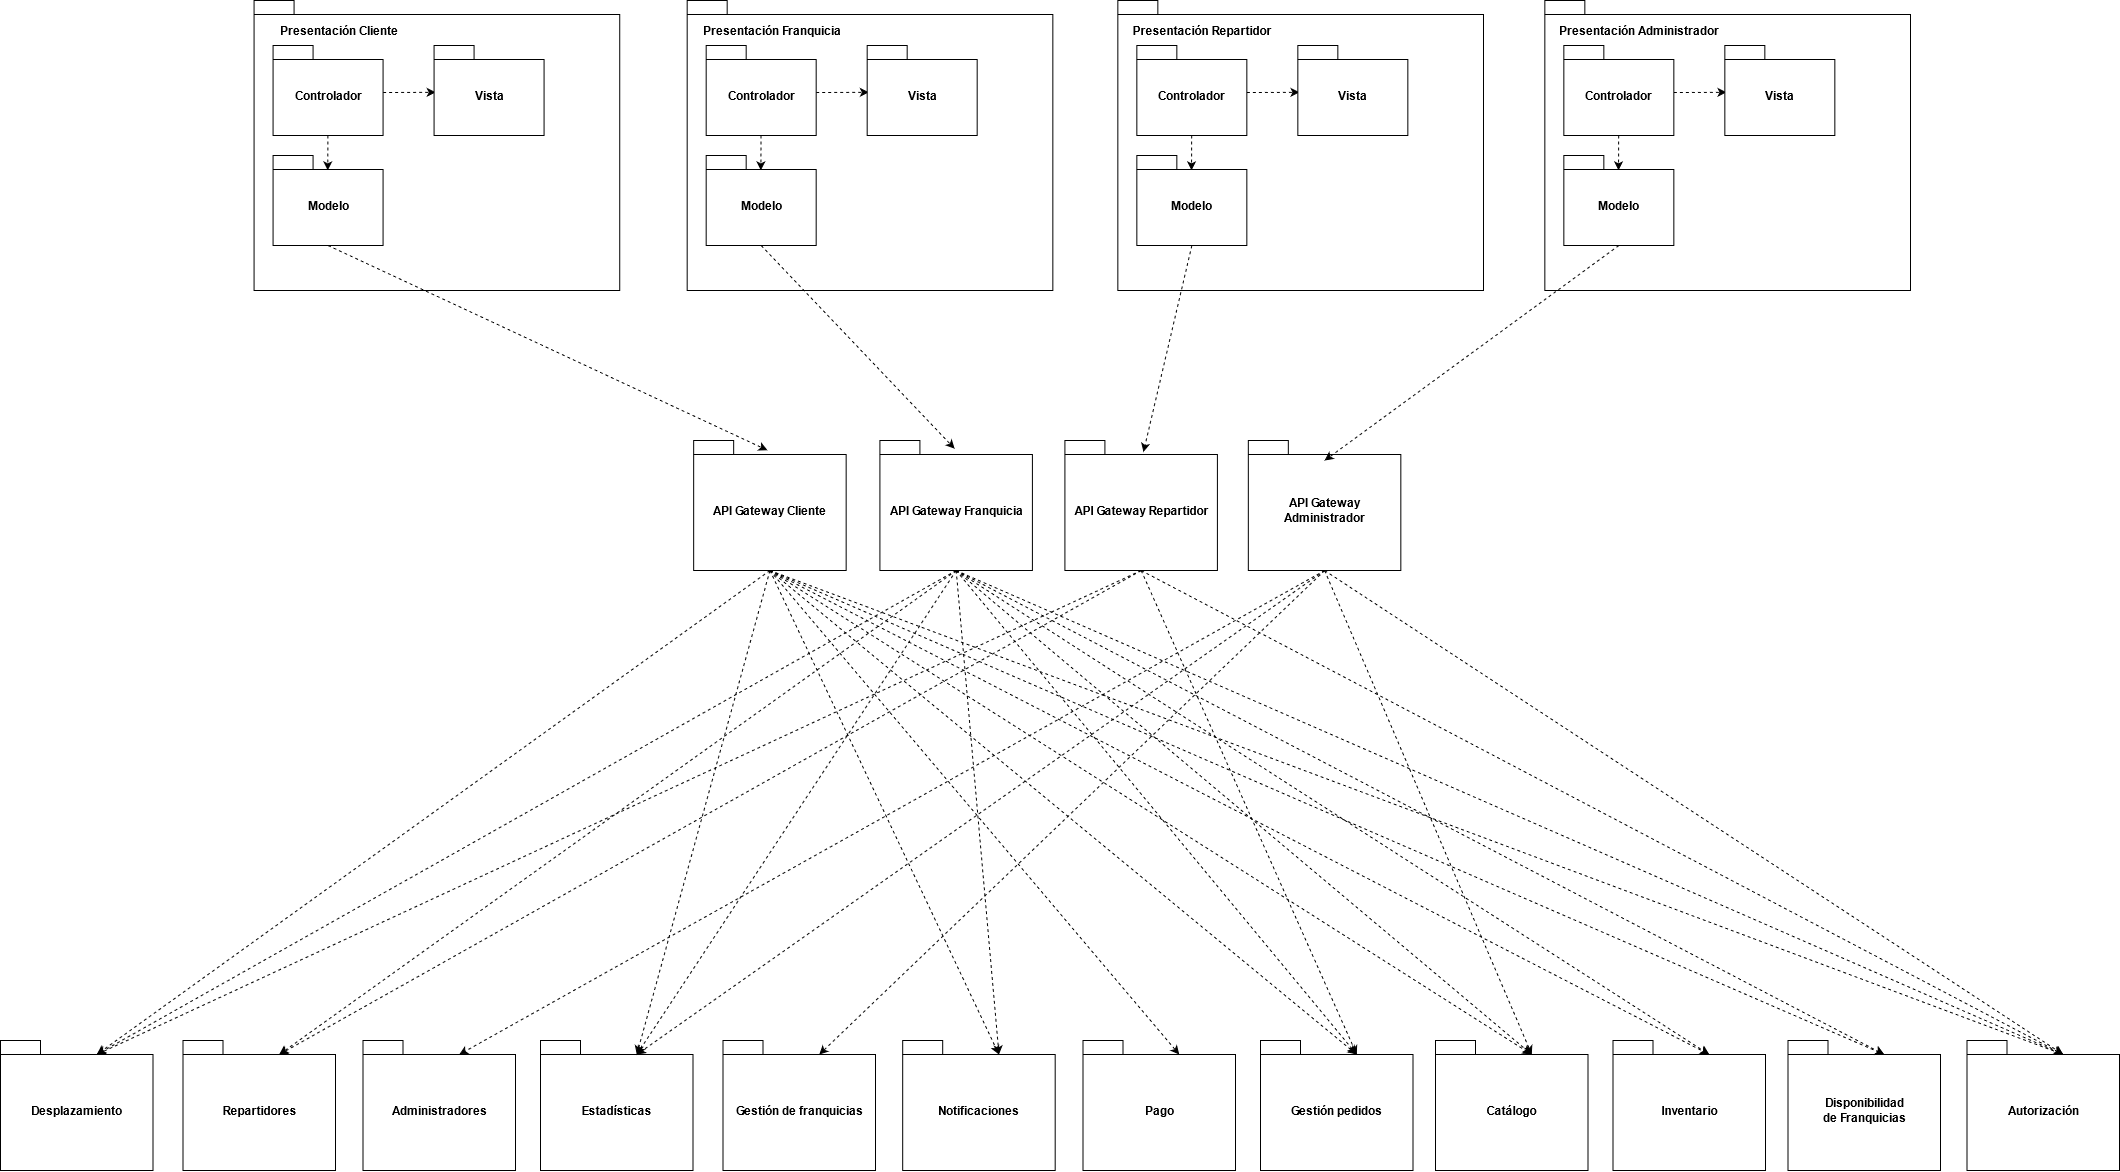 Presentación Cliente
Controlador
Vista
Modelo
Presentación Franquicia
Controlador
Vista
Modelo
Presentación Repartidor
Controlador
Vista
Modelo
Presentación Administrador
Controlador
Vista
Modelo
API Gateway Cliente
API Gateway Franquicia
API Gateway Repartidor
API Gateway
Administrador
Desplazamiento
Repartidores
Administradores
Estadísticas
Gestión de franquicias
Notificaciones
Pago
Gestión pedidos
Catálogo
Inventario
Disponibilidad
de Franquicias
Autorización